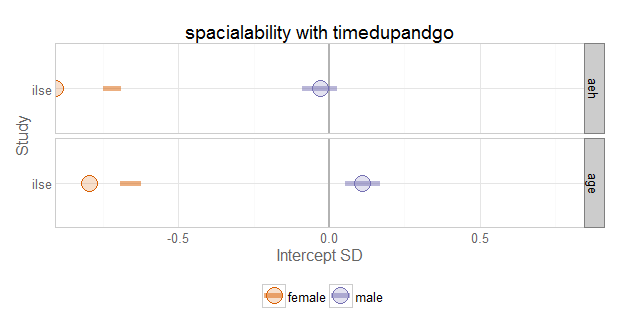 spacialability with timedupandgo
Study
ilse
aeh
ilse
age
-0.5 0.0 0.5
Intercept SD
female male